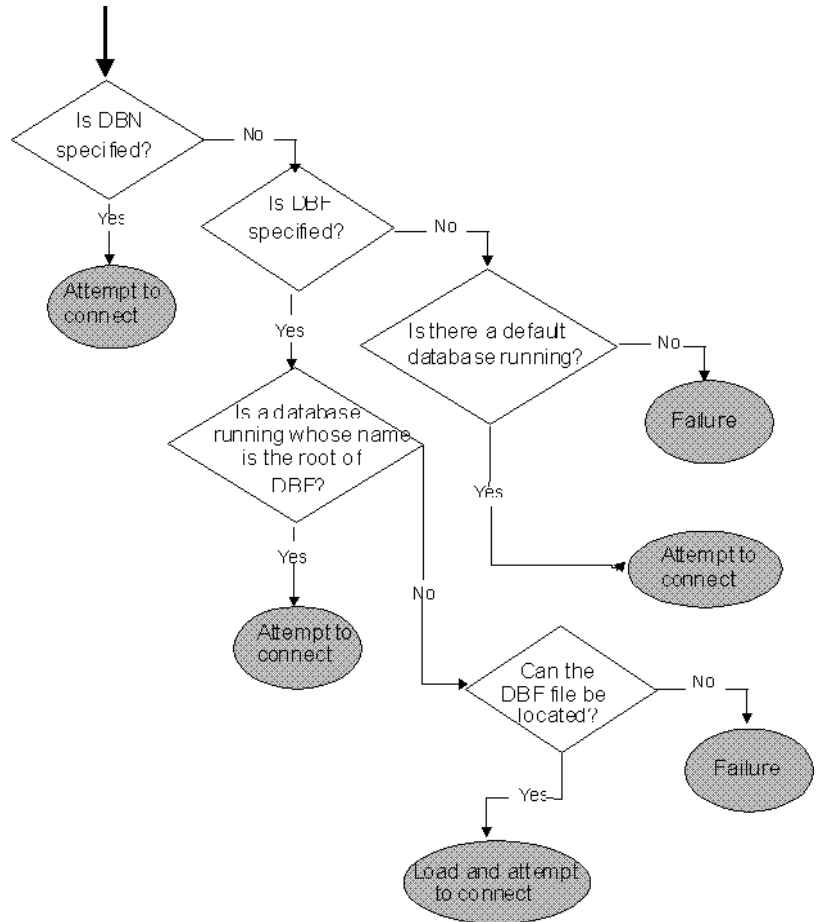 Is DBN
specified?
No
Yes
Is DBF
specified?
No
Attempt to
connect
Yes
Is there a default
database running?
No
Is a database
running whose name
is the root of
DBF?
Failure
Yes
Yes
Attempt to
connect
No
Attempt to
connect
Can the
DBF file be
located?
No
Failure
Yes
Load and attempt
to connect